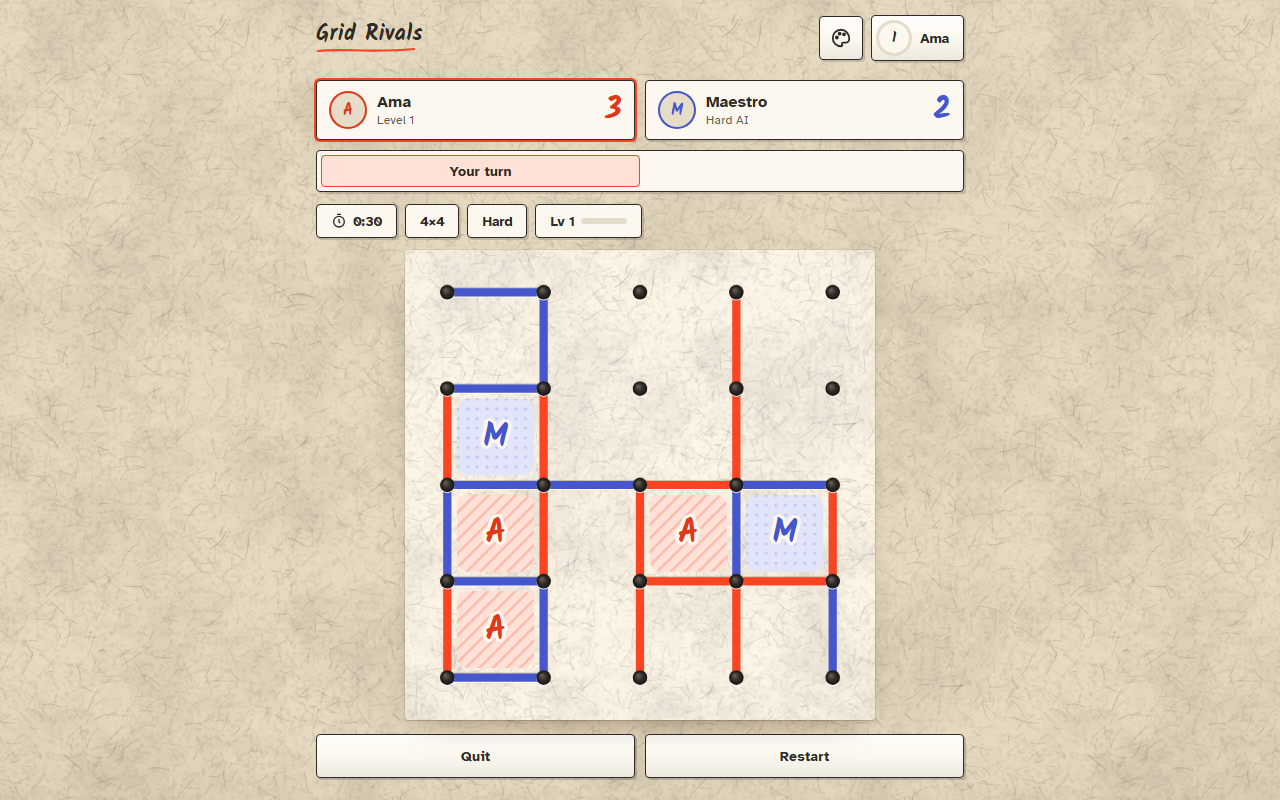 Grid Rivals
Ama
A
Ama
Level 1
3
M
Maestro
Hard AI
2
Your turn
0:30
4×4
Hard
Lv 1
M
A
A
M
A
Quit
Restart